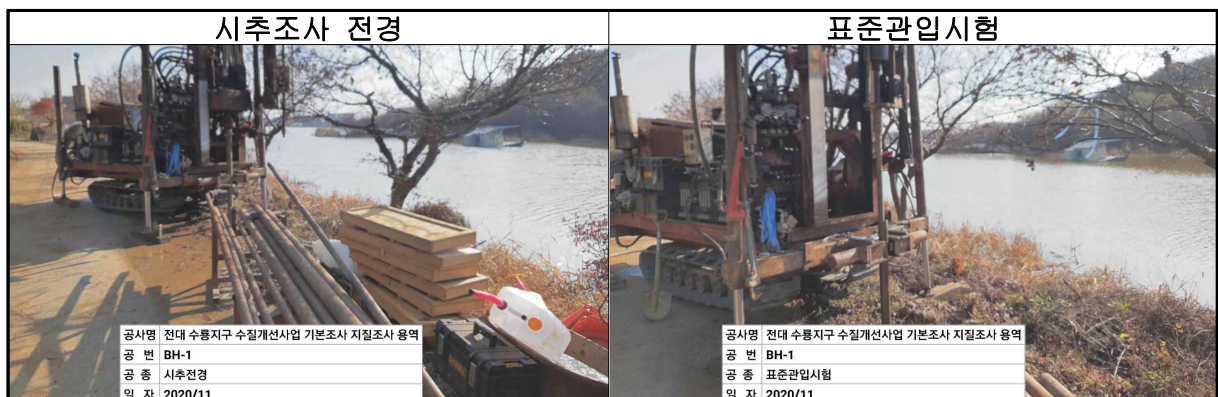 시추조사 전경
표준관입시험
공사명 전대 수룡지구 수질개선사업 기본조사 지질조사 용역
공 번 BH-1
공 종 시추전경
일 자 2020/11
공사명 전대 수룡지구 수질개선사업 기본조사 지질조사 용역
공 번 BH-1
공 종 표준관입시험
일 자 2020/11